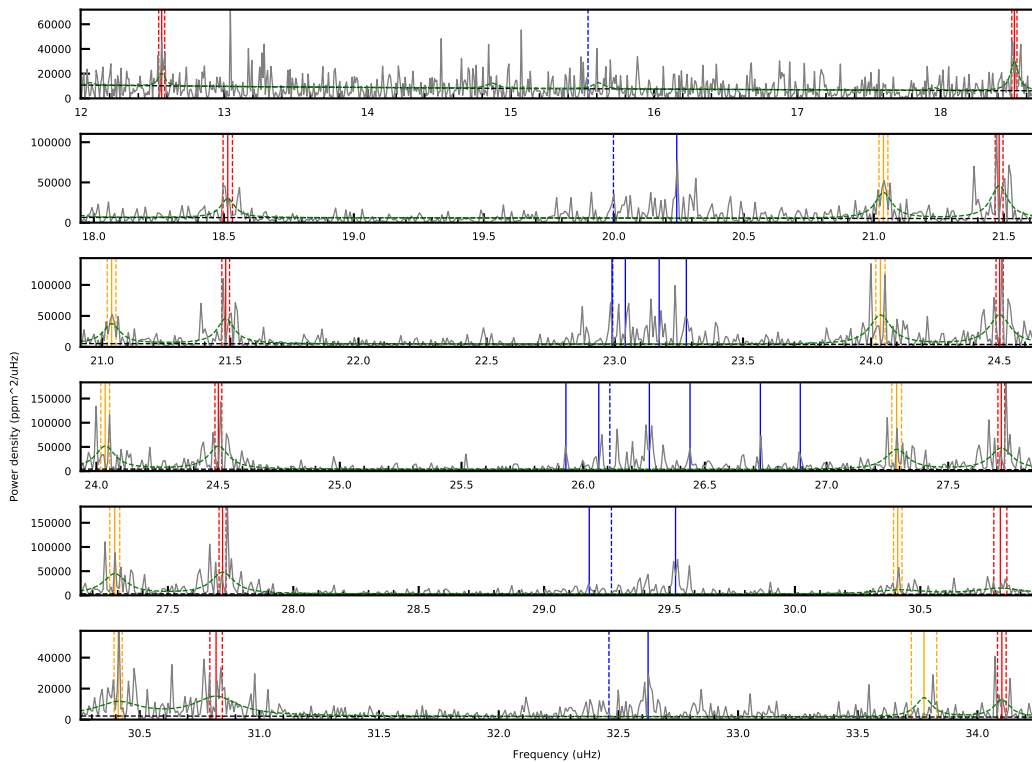 60000
40000
20000
0
12 13 14 15 16 17 18
100000
50000
0
18.0 18.5 19.0 19.5 20.0 20.5 21.0 21.5
100000
50000
0
21.0 21.5 22.0 22.5 23.0 23.5 24.0 24.5
150000
100000
50000
0
24.0 24.5 25.0 25.5 26.0 26.5 27.0 27.5
Power density (ppm^2/uHz)
150000
100000
50000
0
27.5 28.0 28.5 29.0 29.5 30.0 30.5
40000
20000
0
30.5 31.0 31.5 32.0 32.5 33.0 33.5 34.0
Frequency (uHz)